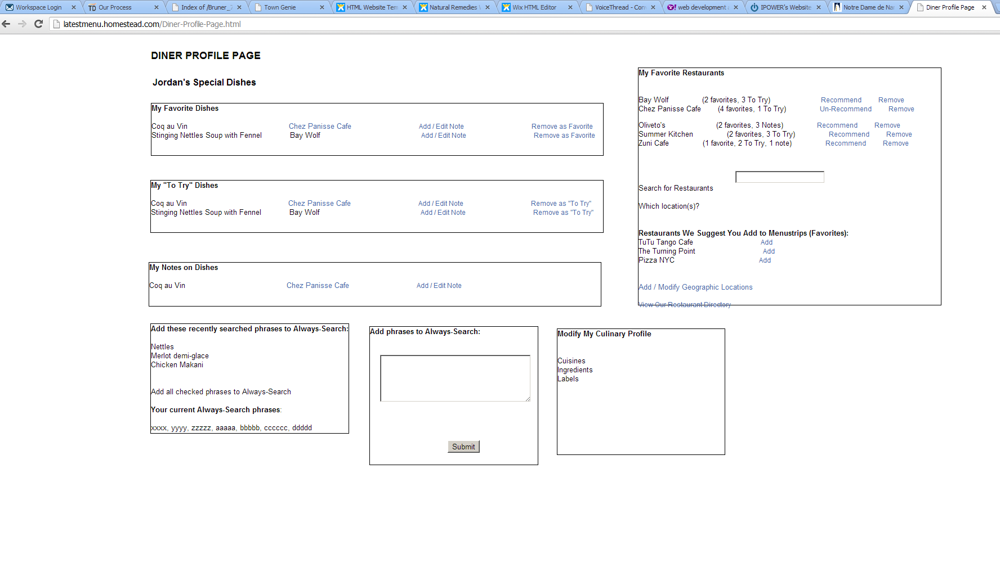 Workspace Login
Our Process
Index of /Bruner_
Town Genie
HTML Website Tem
Natural Remedies
Wix HTML Editor
VoiceThread - Con
web development
IPOWER's Website
Notre Dame de Na
Diner Profile Page
latestmenu.homestead.com/Diner-Profile-Page.html
DINER PROFILE PAGE
Jordan's Special Dishes
My Favorite Dishes
Coq au Vin Chez Panisse Cafe Add / Edit Note Remove as Favorite
Stinging Nettles Soup with Fennel Bay Wolf Add / Edit Note Remove as Favorite
My "To Try" Dishes
Coq au Vin Chez Panisse Cafe Add / Edit Note Remove as "To Try"
Stinging Nettles Soup with Fennel Bay Wolf Add / Edit Note Remove as "To Try"
My Notes on Dishes
Coq au Vin Chez Panisse Cafe Add / Edit Note
My Favorite Restaurants
Bay Wolf (2 favorites, 3 To Try) Recommend Remove
Chez Panisse Cafe (4 favorites, 1 To Try) Un-Recommend Remove
Oliveto's (2 favorites, 3 Notes) Recommend Remove
Summer Kitchen (2 favorites, 3 To Try) Recommend Remove
Zuni Cafe (1 favorite, 2 To Try, 1 note) Recommend Remove
Search for Restaurants
Which location(s)?
Restaurants We Suggest You Add to Menustrips (Favorites):
TuTu Tango Cafe Add
The Turning Point Add
Pizza NYC Add
Add / Modify Geographic Locations
View Our Restaurant Directory
Add these recently searched phrases to Always-Search:
Nettles
Merlot demi-glace
Chicken Makani
Add all checked phrases to Always-Search
Your current Always-Search phrases:
xxxx, yyyy, zzzzz, aaaaa, bbbbb, cccccc, ddddd
Add phrases to Always-Search:
Submit
Modify My Culinary Profile
Cuisines
Ingredients
Labels